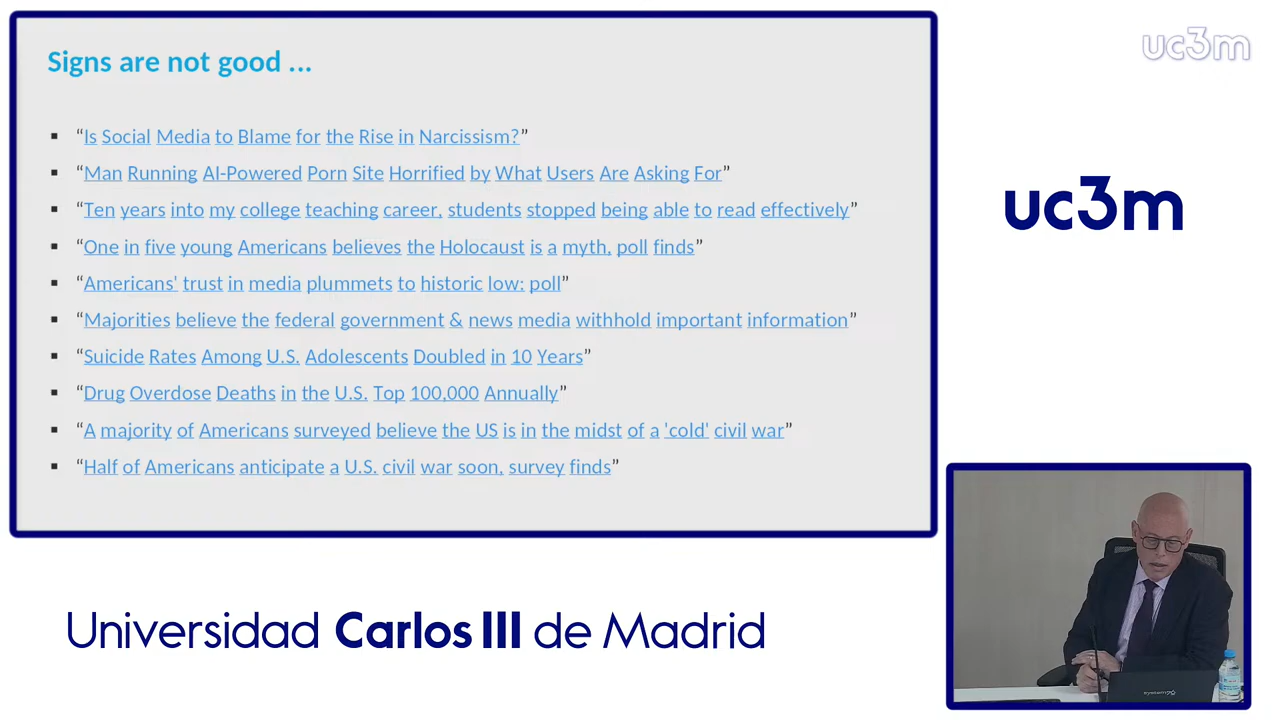 Signs are not good ...
“Is Social Media to Blame for the Rise in Narcissism?”
“Man Running AI-Powered Porn Site Horrified by What Users Are Asking For”
“Ten years into my college teaching career, students stopped being able to read effectively”
“One in five young Americans believes the Holocaust is a myth, poll finds”
“Americans' trust in media plummets to historic low: poll”
“Majorities believe the federal government & news media withhold important information”
“Suicide Rates Among U.S. Adolescents Doubled in 10 Years”
“Drug Overdose Deaths in the U.S. Top 100,000 Annually”
“A majority of Americans surveyed believe the US is in the midst of a 'cold' civil war”
“Half of Americans anticipate a U.S. civil war soon, survey finds”
uc3m
uc3m
Universidad Carlos III de Madrid
system76